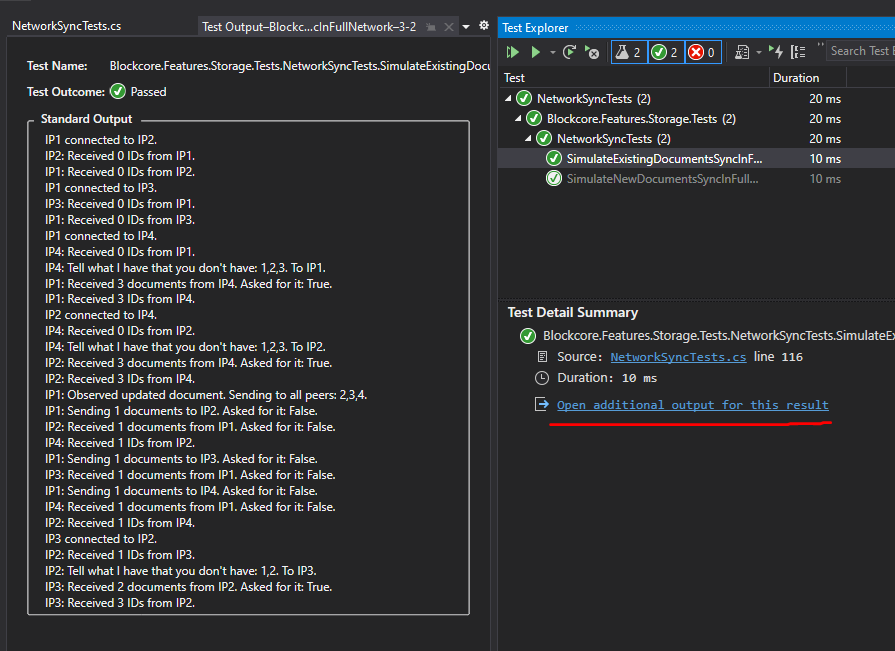 NetworkSyncTests.cs
Test Output–Blockc...cInFullNetwork–3-2
Test Name: Blockcore.Features.Storage.Tests.NetworkSyncTests.SimulateExistingDocu
Test Outcome: Passed
Standard Output
IP1 connected to IP2.
IP2: Received 0 IDs from IP1.
IP1: Received 0 IDs from IP2.
IP1 connected to IP3.
IP3: Received 0 IDs from IP1.
IP1: Received 0 IDs from IP3.
IP1 connected to IP4.
IP4: Received 0 IDs from IP1.
IP4: Tell what I have that you don't have: 1,2,3. To IP1.
IP1: Received 3 documents from IP4. Asked for it: True.
IP1: Received 3 IDs from IP4.
IP2 connected to IP4.
IP4: Received 0 IDs from IP2.
IP4: Tell what I have that you don't have: 1,2,3. To IP2.
IP2: Received 3 documents from IP4. Asked for it: True.
IP2: Received 3 IDs from IP4.
IP1: Observed updated document. Sending to all peers: 2,3,4.
IP1: Sending 1 documents to IP2. Asked for it: False.
IP2: Received 1 documents from IP1. Asked for it: False.
IP4: Received 1 IDs from IP2.
IP1: Sending 1 documents to IP3. Asked for it: False.
IP3: Received 1 documents from IP1. Asked for it: False.
IP1: Sending 1 documents to IP4. Asked for it: False.
IP4: Received 1 documents from IP1. Asked for it: False.
IP2: Received 1 IDs from IP4.
IP3 connected to IP2.
IP2: Received 1 IDs from IP3.
IP2: Tell what I have that you don't have: 1,2. To IP3.
IP3: Received 2 documents from IP2. Asked for it: True.
IP3: Received 3 IDs from IP2.
Test Explorer
2 2 0 Search Test E
Test Duration
NetworkSyncTests (2) 20 ms
Blockcore.Features.Storage.Tests (2) 20 ms
NetworkSyncTests (2) 20 ms
SimulateExistingDocumentsSyncInF... 10 ms
SimulateNewDocumentsSyncInFull... 10 ms
Test Detail Summary
Blockcore.Features.Storage.Tests.NetworkSyncTests.SimulateEx
Source: NetworkSyncTests.cs line 116
Duration: 10 ms
Open additional output for this result